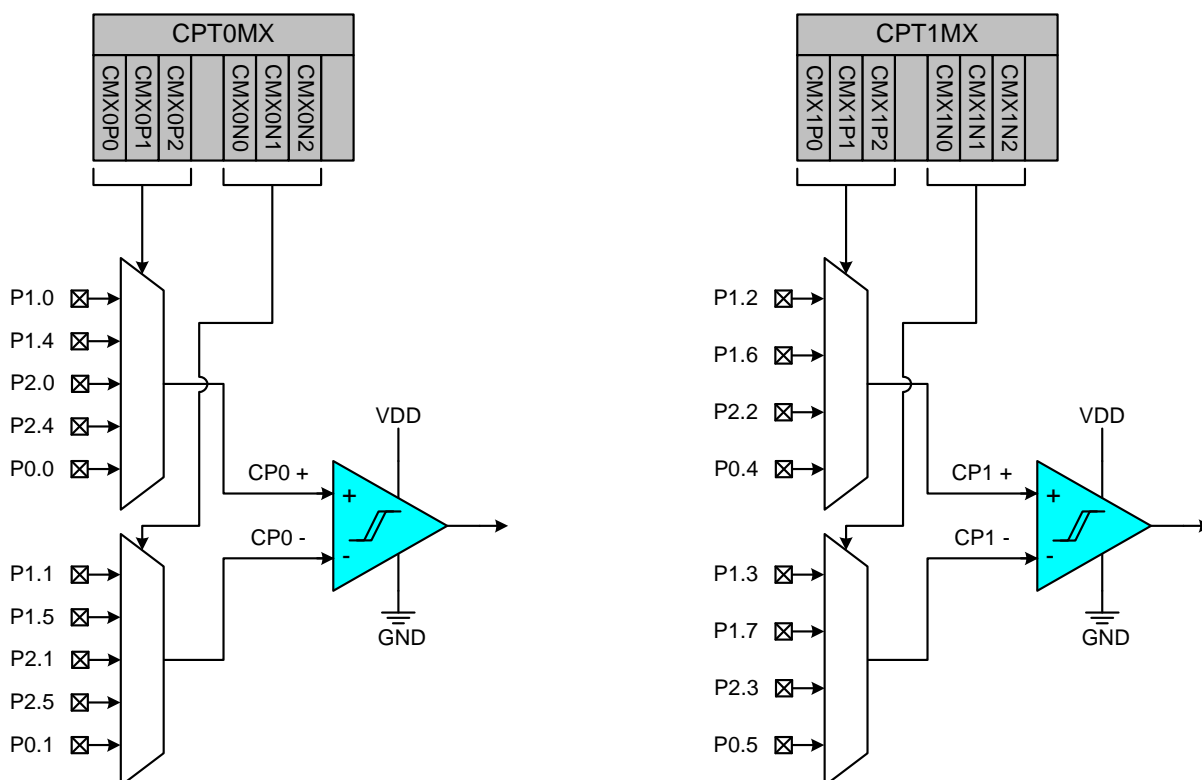 CPT0MX
CMX0P0
CMX0P1
CMX0P2
CMX0N0
CMX0N1
CMX0N2
P1.0
P1.4
P2.0
P2.4
P0.0
VDD
CP0 +
+
CP0 -
-
GND
P1.1
P1.5
P2.1
P2.5
P0.1
CPT1MX
CMX1P0
CMX1P1
CMX1P2
CMX1N0
CMX1N1
CMX1N2
P1.2
P1.6
P2.2
P0.4
VDD
CP1 +
+
CP1 -
-
GND
P1.3
P1.7
P2.3
P0.5